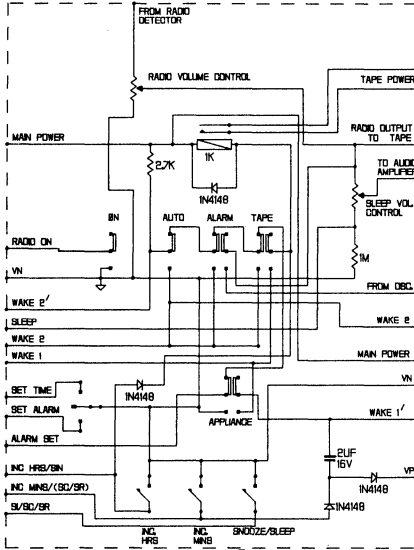 FROM RADIO
DETECTOR
RADIO VOLUME CONTROL
TAPE POWER
MAIN POWER
RADIO OUTPUT
TO TAPE
1K
2.7K
TO AUDIO
AMPLIFIER
1N4148
SLEEP VOL
CONTROL
ON
AUTO
ALARM
TAPE
RADIO ON
1M
VN
FROM OSC.
WAKE 2'
WAKE 2
SLEEP
WAKE 2
WAKE 1
MAIN POWER
SET TIME
1N4148
VN
SET ALARM
APPLIANCE
WAKE 1'
ALARM SET
2UF
16V
INC HRS/SIN
VP
1N4148
INC MINS/(SC/SR)
1N4148
SI/SC/SR
INC.
HRS
INC.
MNS
SNOOZE/SLEEP